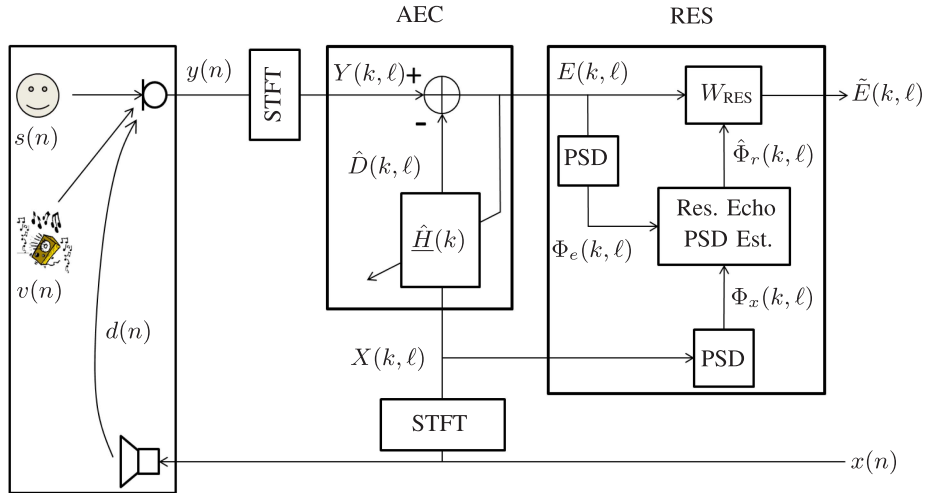 AEC
RES
y(n)
STFT
Y(k, ℓ)
+
-
E(k, ℓ)
W_RES
Ẽ(k, ℓ)
s(n)
PSD
D̂(k, ℓ)
Φ̂_r(k, ℓ)
Ĥ(k)
Res. Echo
PSD Est.
Φ_e(k, ℓ)
v(n)
Φ_x(k, ℓ)
d(n)
X(k, ℓ)
PSD
STFT
x(n)